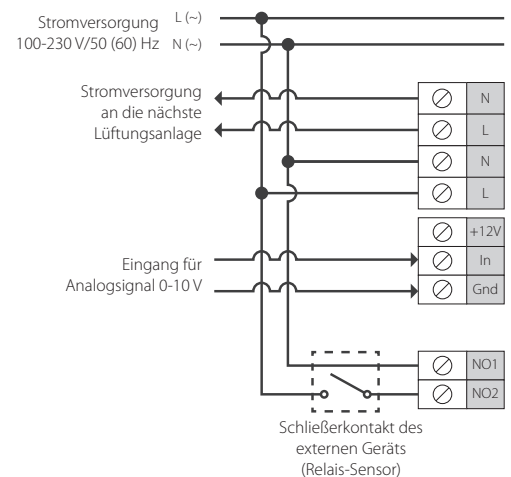 Stromversorgung
100-230 V/50 (60) Hz
L (~)
N (~)
Stromversorgung
an die nächste
Lüftungsanlage
N
L
N
L
+12V
In
Gnd
Eingang für
Analogsignal 0-10 V
NO1
NO2
Schließerkontakt des
externen Geräts
(Relais-Sensor)